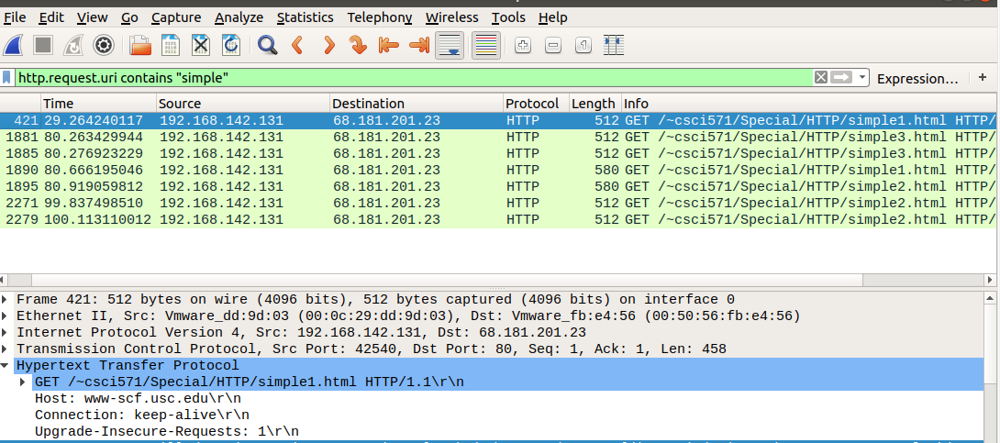 File Edit View Go Capture Analyze Statistics Telephony Wireless Tools Help
http.request.uri contains "simple" Expression... +
Time Source Destination Protocol Length Info
421 29.264240117 192.168.142.131 68.181.201.23 HTTP 512 GET /~csci571/Special/HTTP/simple1.html HTTP/
1881 80.263429944 192.168.142.131 68.181.201.23 HTTP 512 GET /~csci571/Special/HTTP/simple3.html HTTP/
1885 80.276923229 192.168.142.131 68.181.201.23 HTTP 512 GET /~csci571/Special/HTTP/simple3.html HTTP/
1890 80.666195046 192.168.142.131 68.181.201.23 HTTP 580 GET /~csci571/Special/HTTP/simple1.html HTTP/
1895 80.919059812 192.168.142.131 68.181.201.23 HTTP 580 GET /~csci571/Special/HTTP/simple2.html HTTP/
2271 99.837498510 192.168.142.131 68.181.201.23 HTTP 512 GET /~csci571/Special/HTTP/simple2.html HTTP/
2279 100.113110012 192.168.142.131 68.181.201.23 HTTP 512 GET /~csci571/Special/HTTP/simple2.html HTTP/
Frame 421: 512 bytes on wire (4096 bits), 512 bytes captured (4096 bits) on interface 0
Ethernet II, Src: Vmware_dd:9d:03 (00:0c:29:dd:9d:03), Dst: Vmware_fb:e4:56 (00:50:56:fb:e4:56)
Internet Protocol Version 4, Src: 192.168.142.131, Dst: 68.181.201.23
Transmission Control Protocol, Src Port: 42540, Dst Port: 80, Seq: 1, Ack: 1, Len: 458
Hypertext Transfer Protocol
GET /~csci571/Special/HTTP/simple1.html HTTP/1.1\r\n
Host: www-scf.usc.edu\r\n
Connection: keep-alive\r\n
Upgrade-Insecure-Requests: 1\r\n